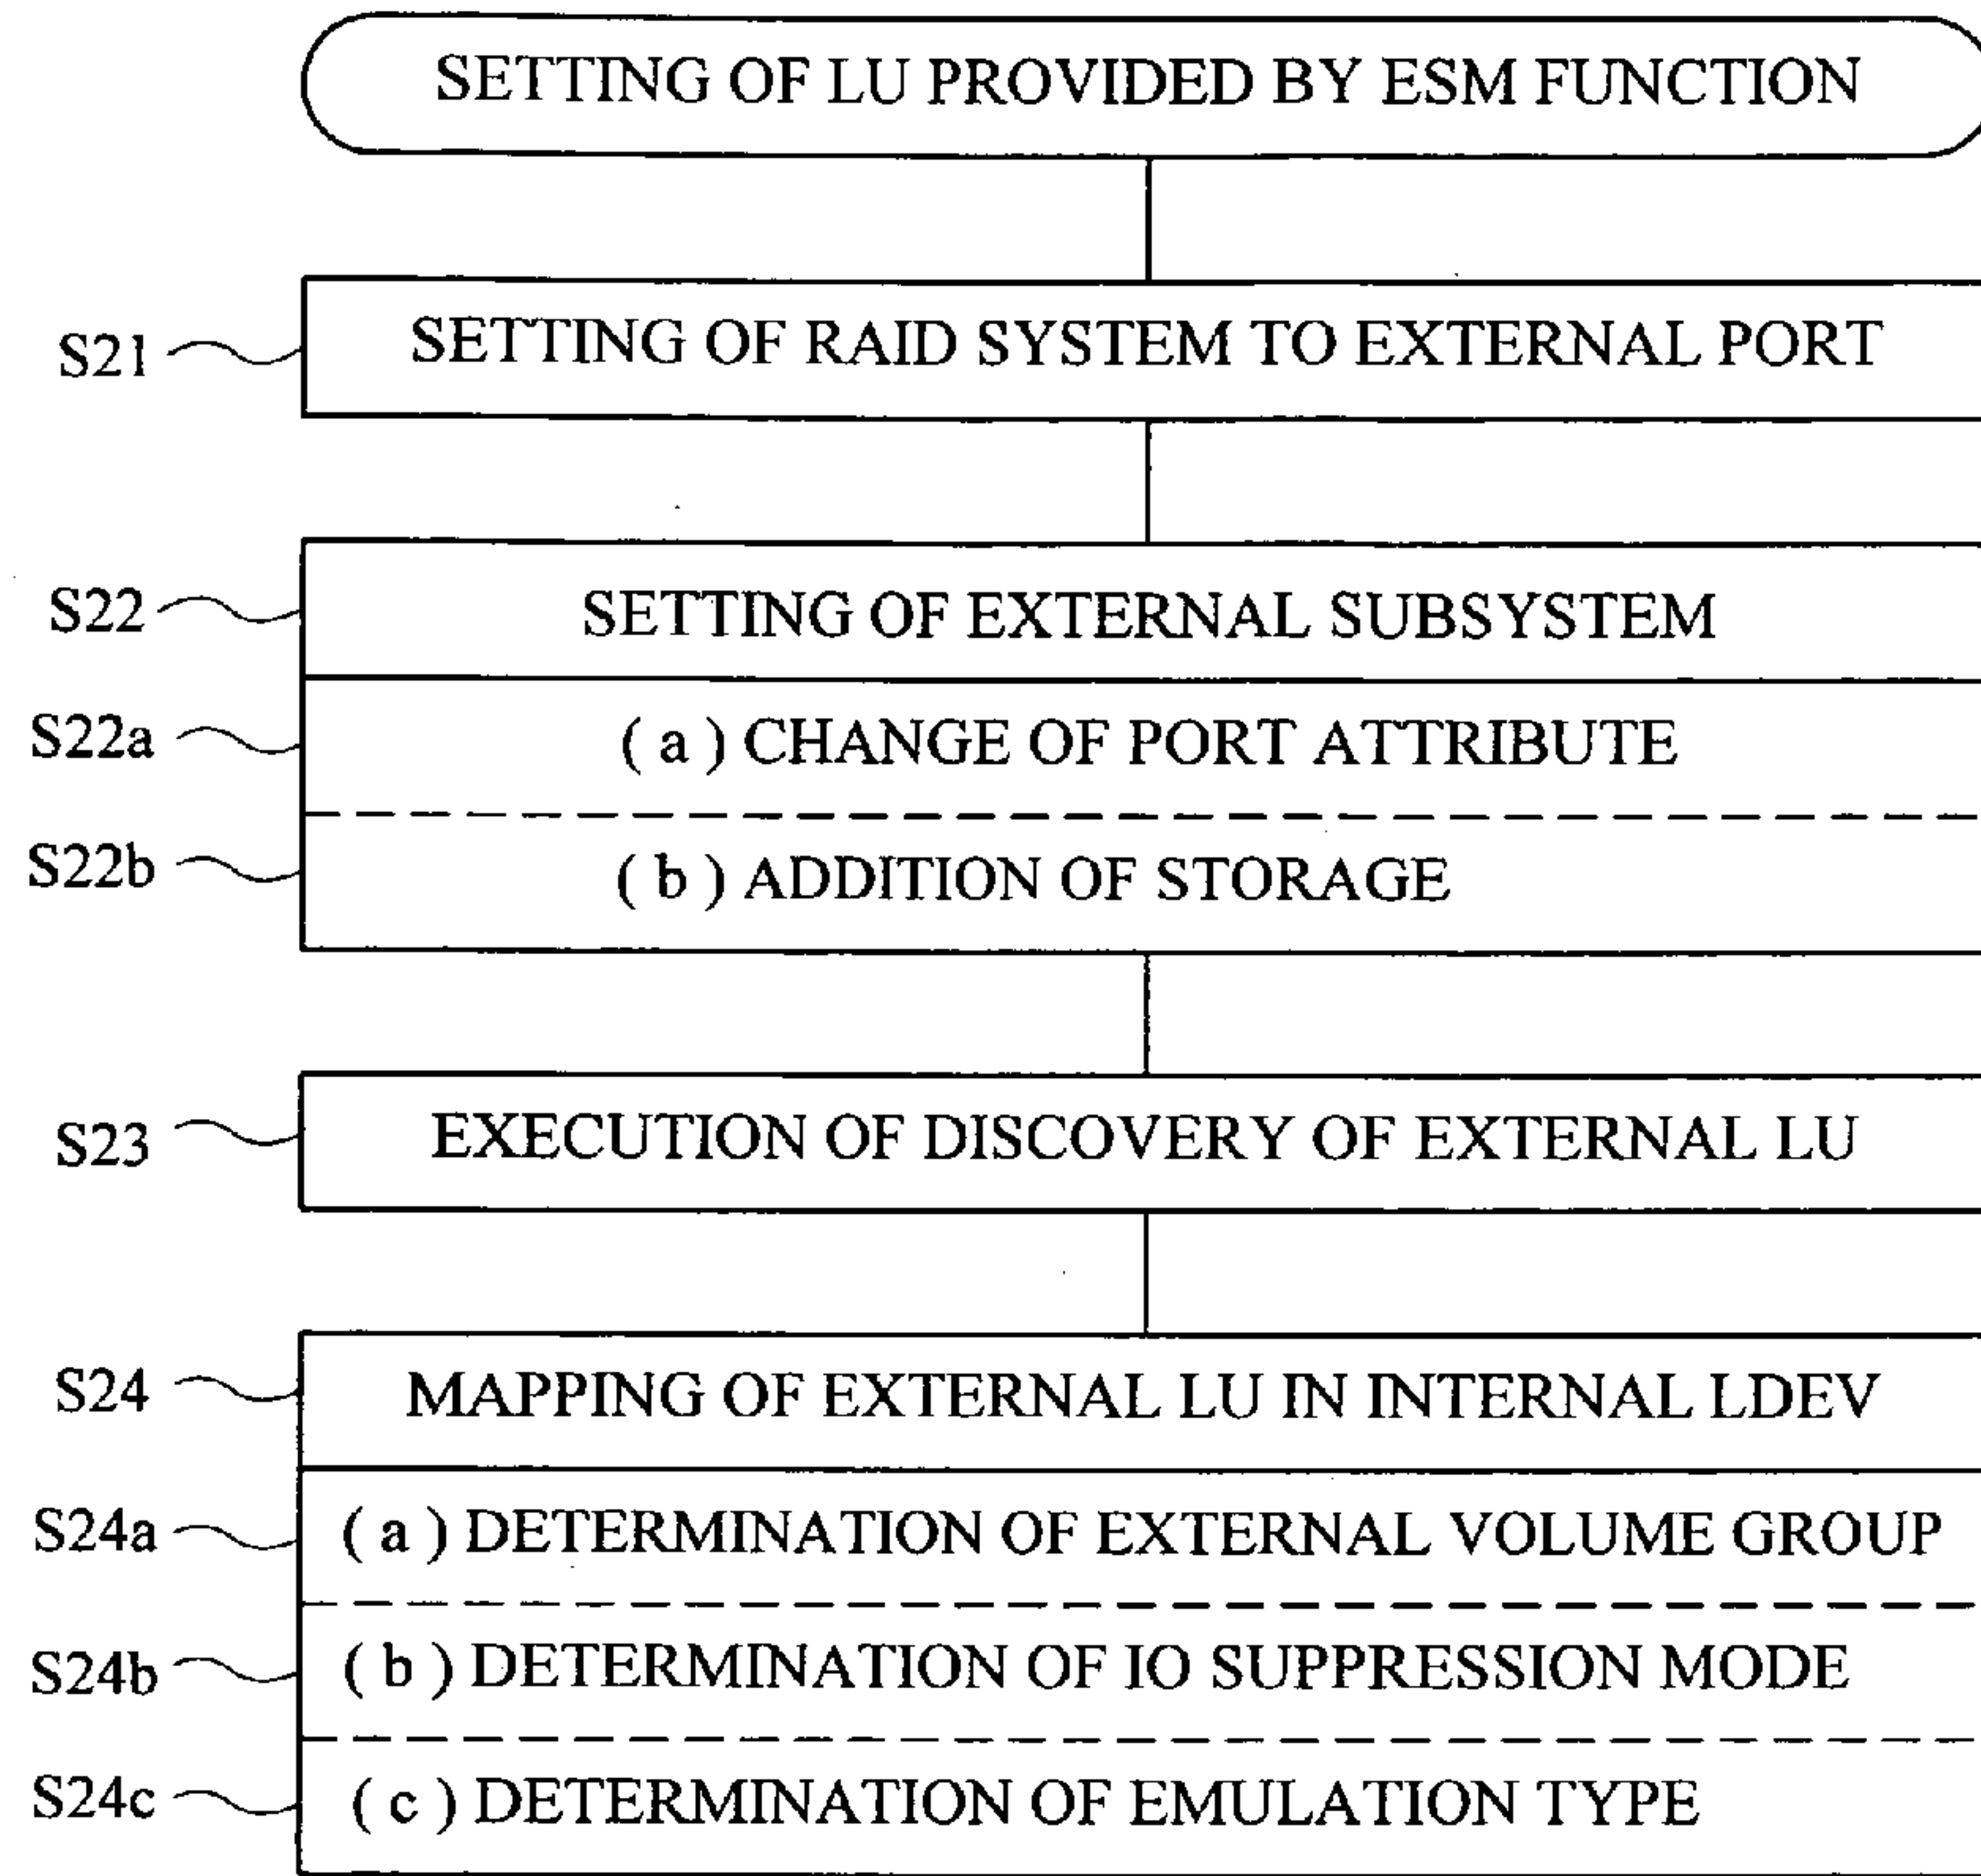 SETTING OF LU PROVIDED BY ESM FUNCTION
S21 SETTING OF RAID SYSTEM TO EXTERNAL PORT
S22 SETTING OF EXTERNAL SUBSYSTEM
S22a (a) CHANGE OF PORT ATTRIBUTE
S22b (b) ADDITION OF STORAGE
S23 EXECUTION OF DISCOVERY OF EXTERNAL LU
S24 MAPPING OF EXTERNAL LU IN INTERNAL LDEV
S24a (a) DETERMINATION OF EXTERNAL VOLUME GROUP
S24b (b) DETERMINATION OF IO SUPPRESSION MODE
S24c (c) DETERMINATION OF EMULATION TYPE